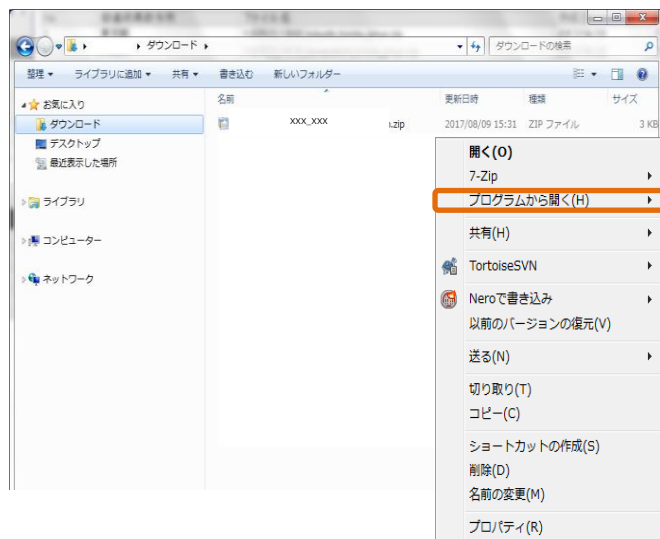 ダウンロード
ダウンロードの検索
整理 ライブラリに追加 共有 書き込む 新しいフォルダー
お気に入り
ダウンロード
デスクトップ
最近表示した場所
ライブラリ
コンピューター
ネットワーク
名前 更新日時 種類 サイズ
XXX_XXX .zip 2017/08/09 15:31 ZIP ファイル 3 KB
開く(O)
7-Zip
プログラムから開く(H)
共有(H)
TortoiseSVN
Neroで書き込み
以前のバージョンの復元(V)
送る(N)
切り取り(T)
コピー(C)
ショートカットの作成(S)
削除(D)
名前の変更(M)
プロパティ(R)